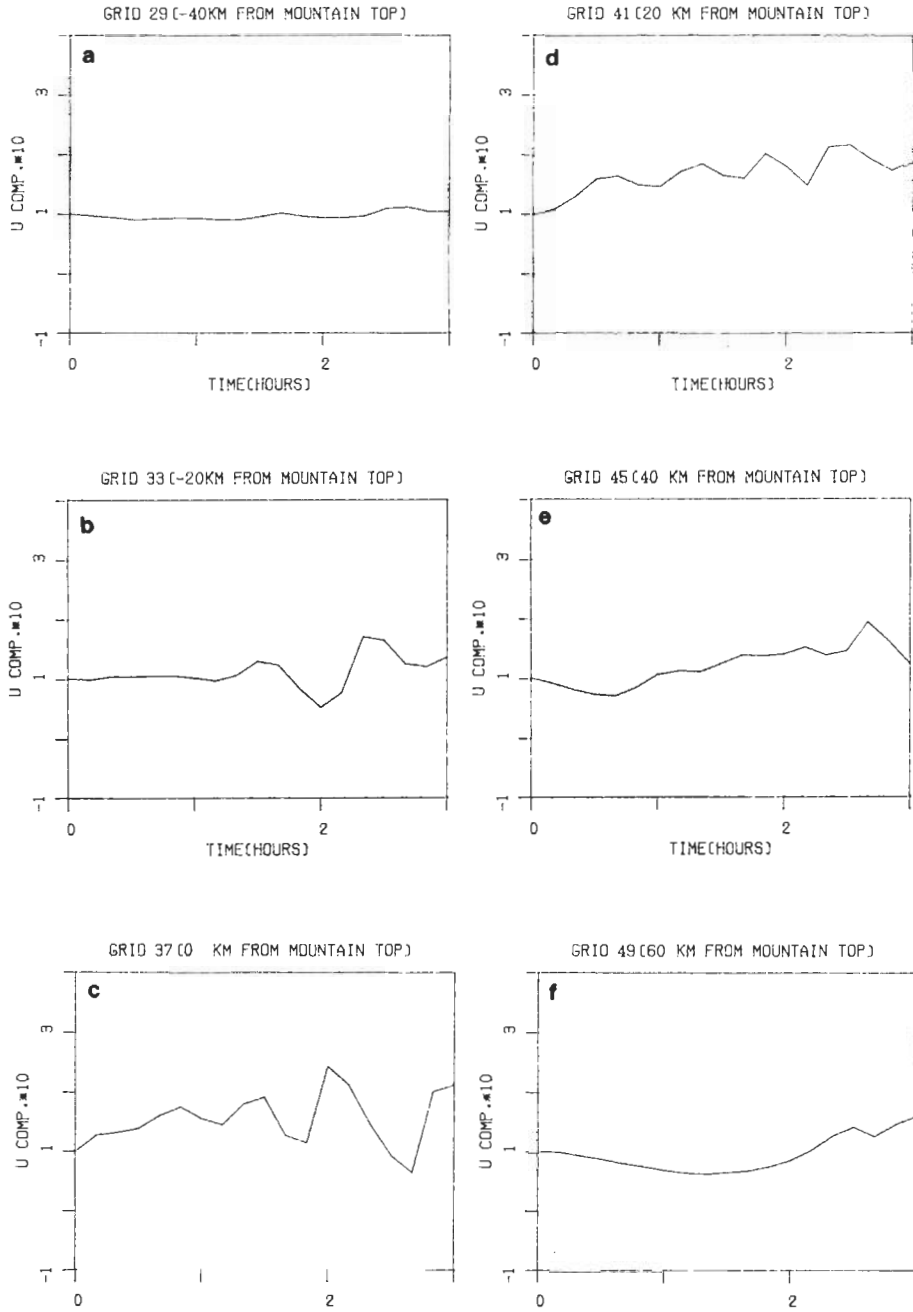 GRID 29(-40KM FROM MOUNTAIN TOP)
a
3
1
-1
U COMP.*10
0 2
TIME(HOURS)
GRID 41(20 KM FROM MOUNTAIN TOP)
d
3
1
-1
U COMP.*10
0 2
TIME(HOURS)
GRID 33(-20KM FROM MOUNTAIN TOP)
b
3
1
-1
U COMP.*10
0 2
TIME(HOURS)
GRID 45(40 KM FROM MOUNTAIN TOP)
e
3
1
-1
U COMP.*10
0 2
TIME(HOURS)
GRID 37(0 KM FROM MOUNTAIN TOP)
c
3
1
-1
U COMP.*10
0 2
GRID 49(60 KM FROM MOUNTAIN TOP)
f
3
1
-1
U COMP.*10
0 2